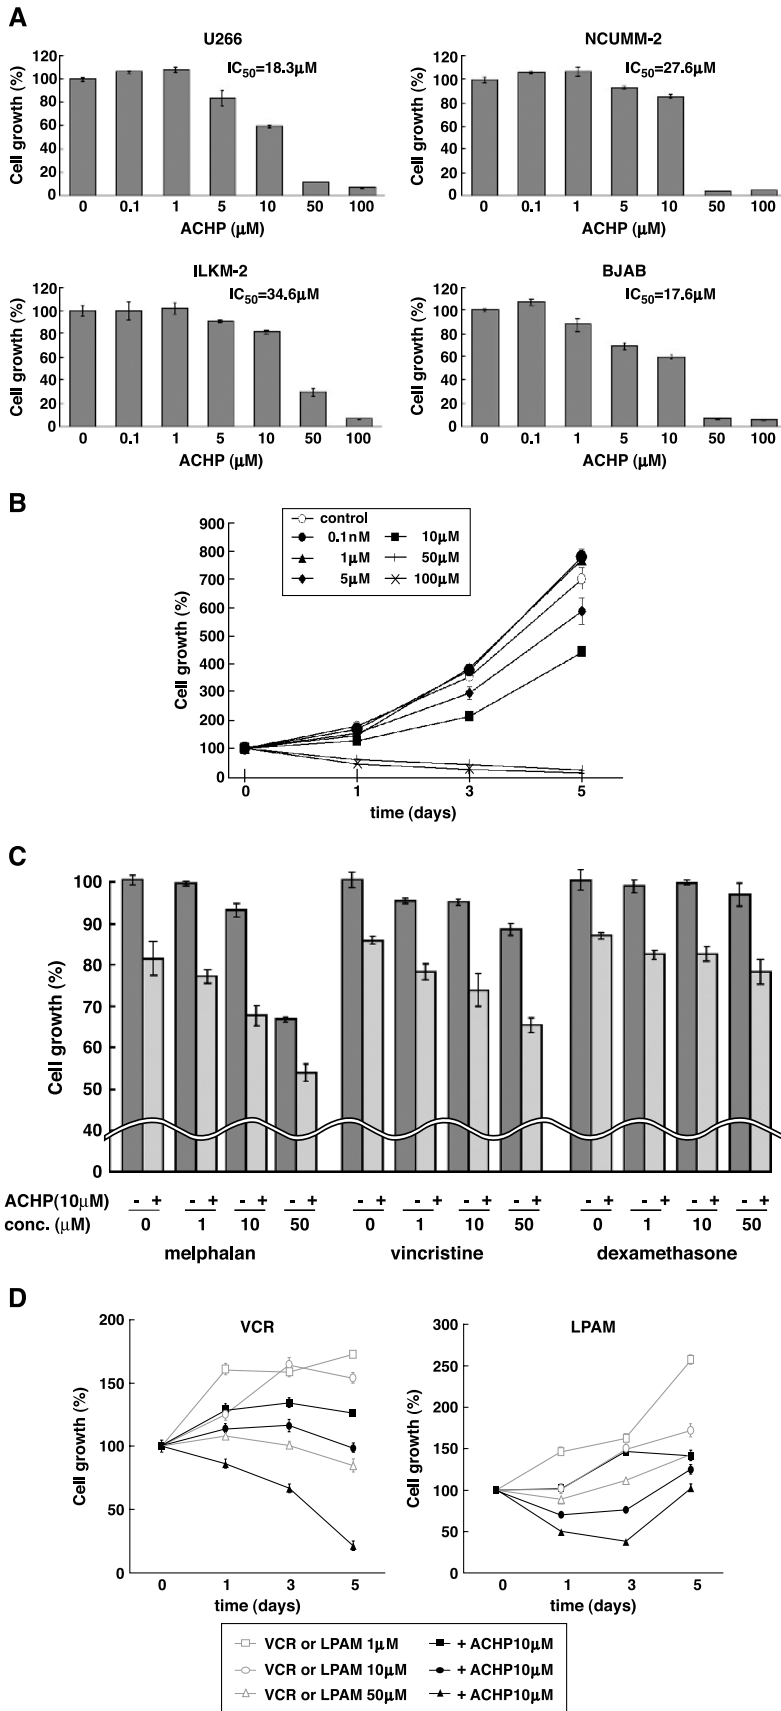 A
U266
IC50=18.3μM
Cell growth (%)
120
100
80
60
40
20
0
0 0.1 1 5 10 50 100
ACHP (μM)
NCUMM-2
IC50=27.6μM
Cell growth (%)
120
100
80
60
40
20
0
0 0.1 1 5 10 50 100
ACHP (μM)
ILKM-2
IC50=34.6μM
Cell growth (%)
120
100
80
60
40
20
0
0 0.1 1 5 10 50 100
ACHP (μM)
BJAB
IC50=17.6μM
Cell growth (%)
120
100
80
60
40
20
0
0 0.1 1 5 10 50 100
ACHP (μM)
B
control
0.1nM 10μM
1μM 50μM
5μM 100μM
Cell growth (%)
900
800
700
600
500
400
300
200
100
0
0 1 3 5
time (days)
C
Cell growth (%)
100
90
80
70
60
50
40
0
ACHP(10μM) - + - + - + - + - + - + - + - + - + - + - + - +
conc. (μM) 0 1 10 50 0 1 10 50 0 1 10 50
melphalan vincristine dexamethasone
D
VCR
Cell growth (%)
200
150
100
50
0
0 1 3 5
time (days)
LPAM
Cell growth (%)
300
250
200
150
100
50
0
0 1 3 5
time (days)
VCR or LPAM 1μM + ACHP10μM
VCR or LPAM 10μM + ACHP10μM
VCR or LPAM 50μM + ACHP10μM